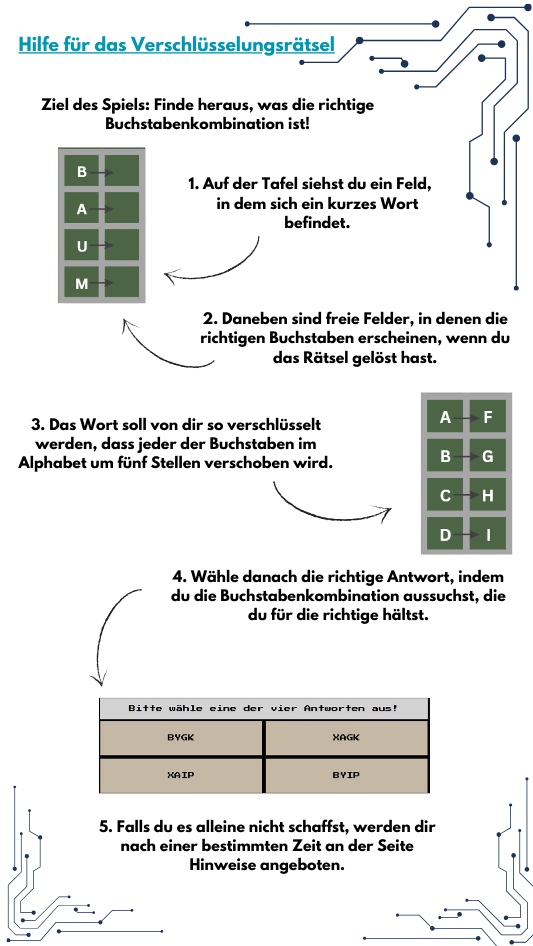 Hilfe für das Verschlüsselungsrätsel
Ziel des Spiels: Finde heraus, was die richtige
Buchstabenkombination ist!
B
A
U
M
1. Auf der Tafel siehst du ein Feld,
in dem sich ein kurzes Wort
befindet.
2. Daneben sind freie Felder, in denen die
richtigen Buchstaben erscheinen, wenn du
das Rätsel gelöst hast.
3. Das Wort soll von dir so verschlüsselt
werden, dass jeder der Buchstaben im
Alphabet um fünf Stellen verschoben wird.
A F
B G
C H
D I
4. Wähle danach die richtige Antwort, indem
du die Buchstabenkombination aussuchst, die
du für die richtige hältst.
Bitte wähle eine der vier Antworten aus!
BYGK XAGK
XAIP BYIP
5. Falls du es alleine nicht schaffst, werden dir
nach einer bestimmten Zeit an der Seite
Hinweise angeboten.